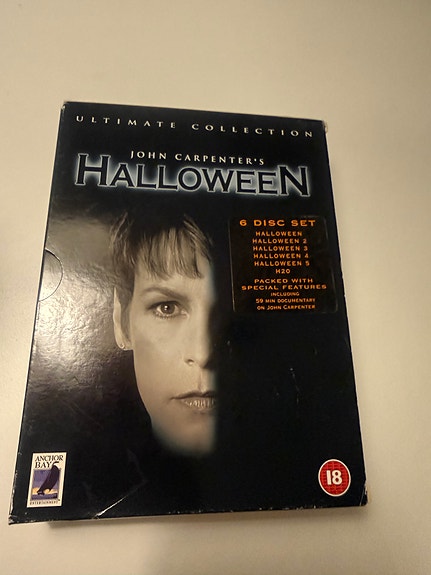 ULTIMATE COLLECTION
JOHN CARPENTER'S
HALLOWEEN
6 DISC SET
HALLOWEEN
HALLOWEEN 2
HALLOWEEN 3
HALLOWEEN 4
HALLOWEEN 5
H20
PACKED WITH
SPECIAL FEATURES
INCLUDING
59 MIN DOCUMENTARY
ON JOHN CARPENTER
ANCHOR
BAY
ENTERTAINMENT
18